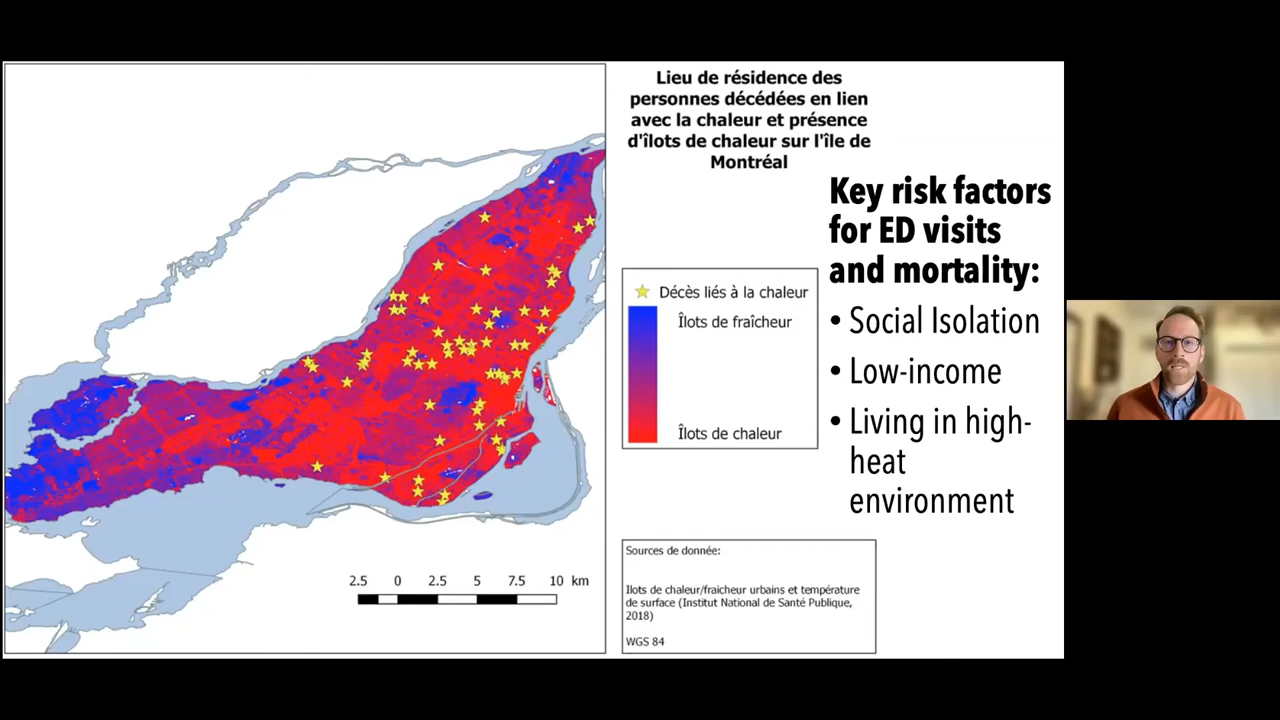 Lieu de résidence des
personnes décédées en lien
avec la chaleur et présence
d'îlots de chaleur sur l'île de
Montréal
Key risk factors
for ED visits
and mortality:
• Social Isolation
• Low-income
• Living in high-
heat
environment
Décès liés à la chaleur
Îlots de fraîcheur
Îlots de chaleur
2.5 0 2.5 5 7.5 10 km
Sources de donnée:
Ilots de chaleur/fraicheur urbains et température
de surface (Institut National de Santé Publique,
2018)
WGS 84